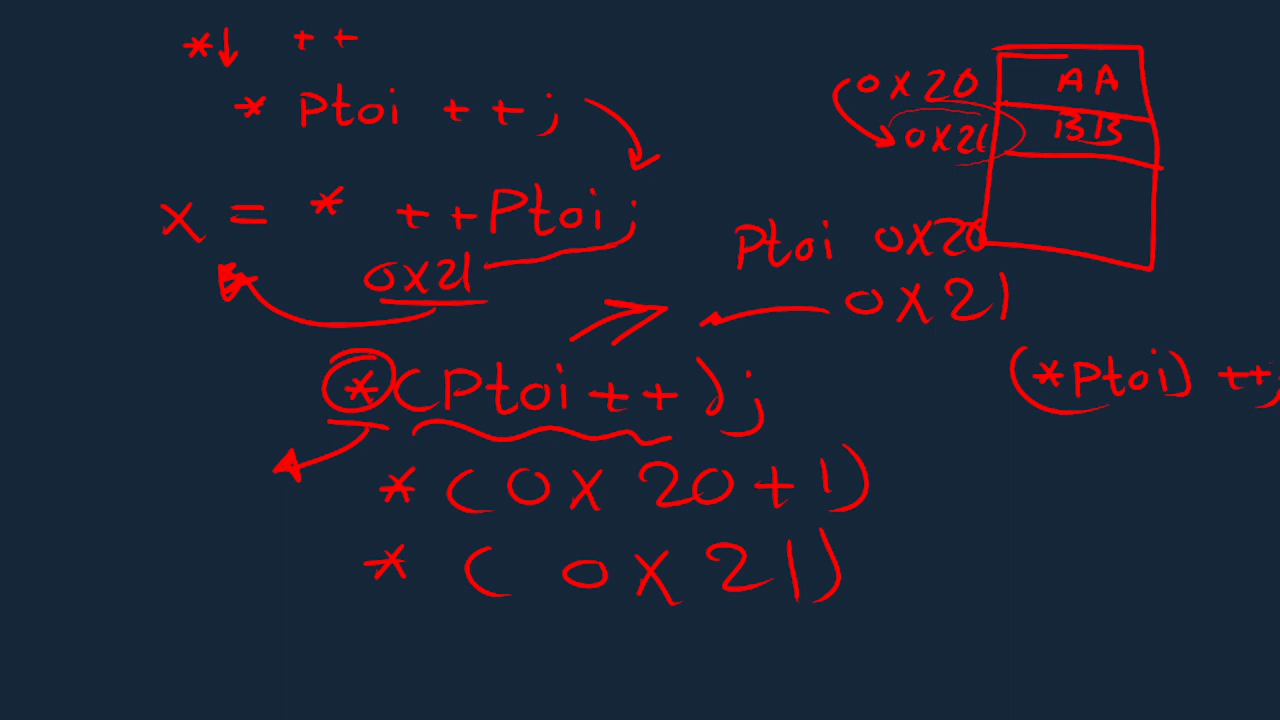 * ↓ ++
* Ptoi ++;
x = * ++Ptoi;
0x21
0x20 AA
0x21 BB
Ptoi 0x20
0x21
*(Ptoi++);
(*Ptoi)++;
*(0x20+1)
*(0x21)